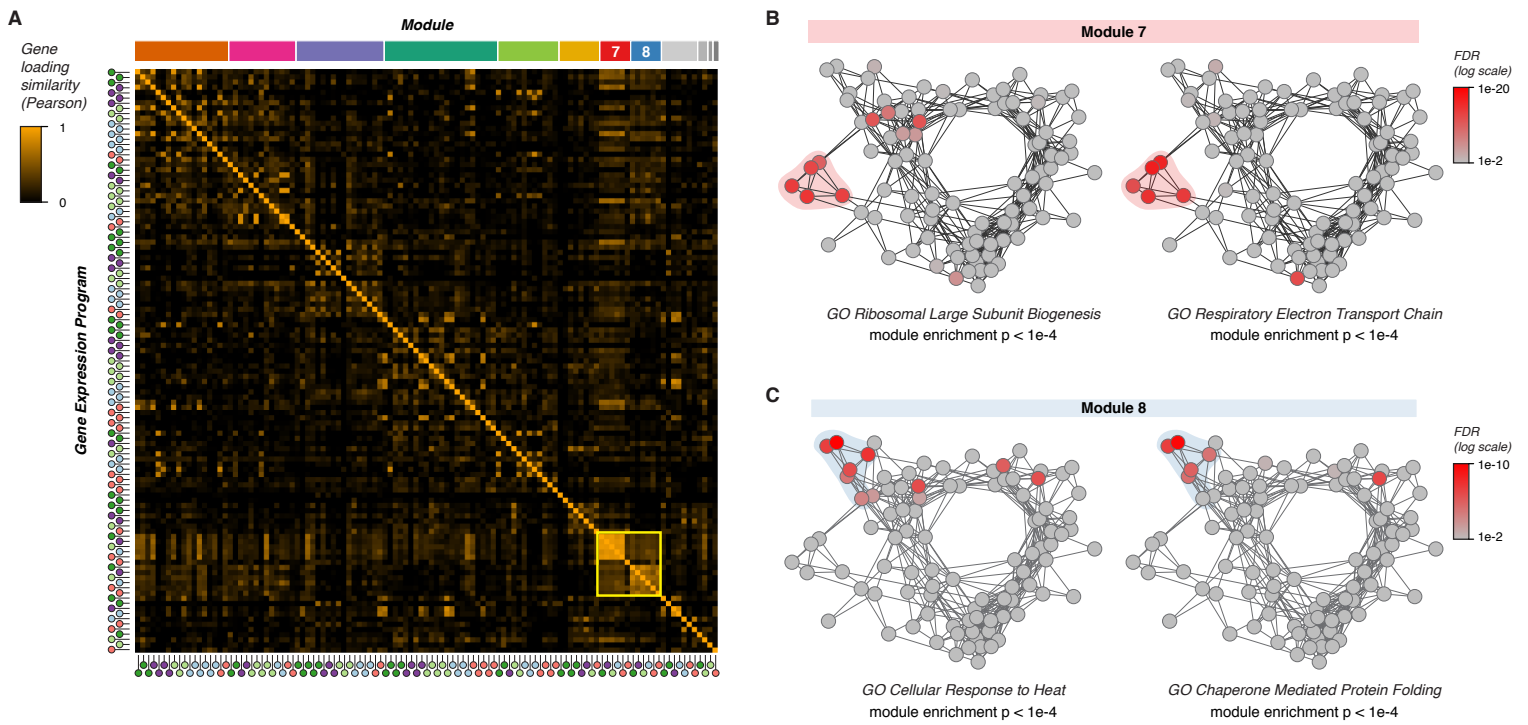 A
Module
Gene
loading
similarity
(Pearson)
1
0
7
8
Gene Expression Program
B
Module 7
FDR
(log scale)
1e-20
1e-2
GO Ribosomal Large Subunit Biogenesis
module enrichment p < 1e-4
GO Respiratory Electron Transport Chain
module enrichment p < 1e-4
C
Module 8
FDR
(log scale)
1e-10
1e-2
GO Cellular Response to Heat
module enrichment p < 1e-4
GO Chaperone Mediated Protein Folding
module enrichment p < 1e-4